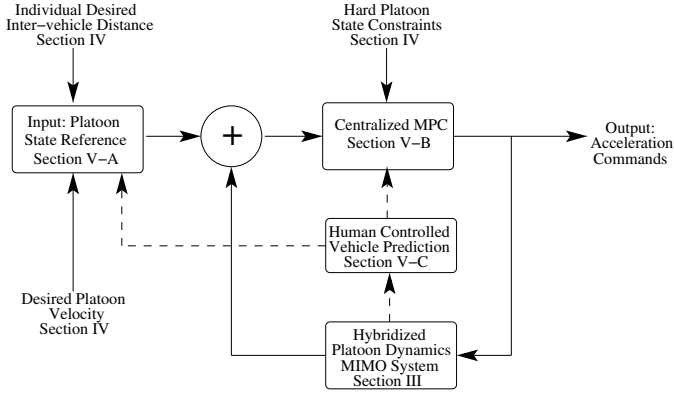 Individual Desired
Inter-vehicle Distance
Section IV
Hard Platoon
State Constraints
Section IV
Input: Platoon
State Reference
Section V-A
+
Centralized MPC
Section V-B
Output:
Acceleration
Commands
Human Controlled
Vehicle Prediction
Section V-C
Desired Platoon
Velocity
Section IV
Hybridized
Platoon Dynamics
MIMO System
Section III